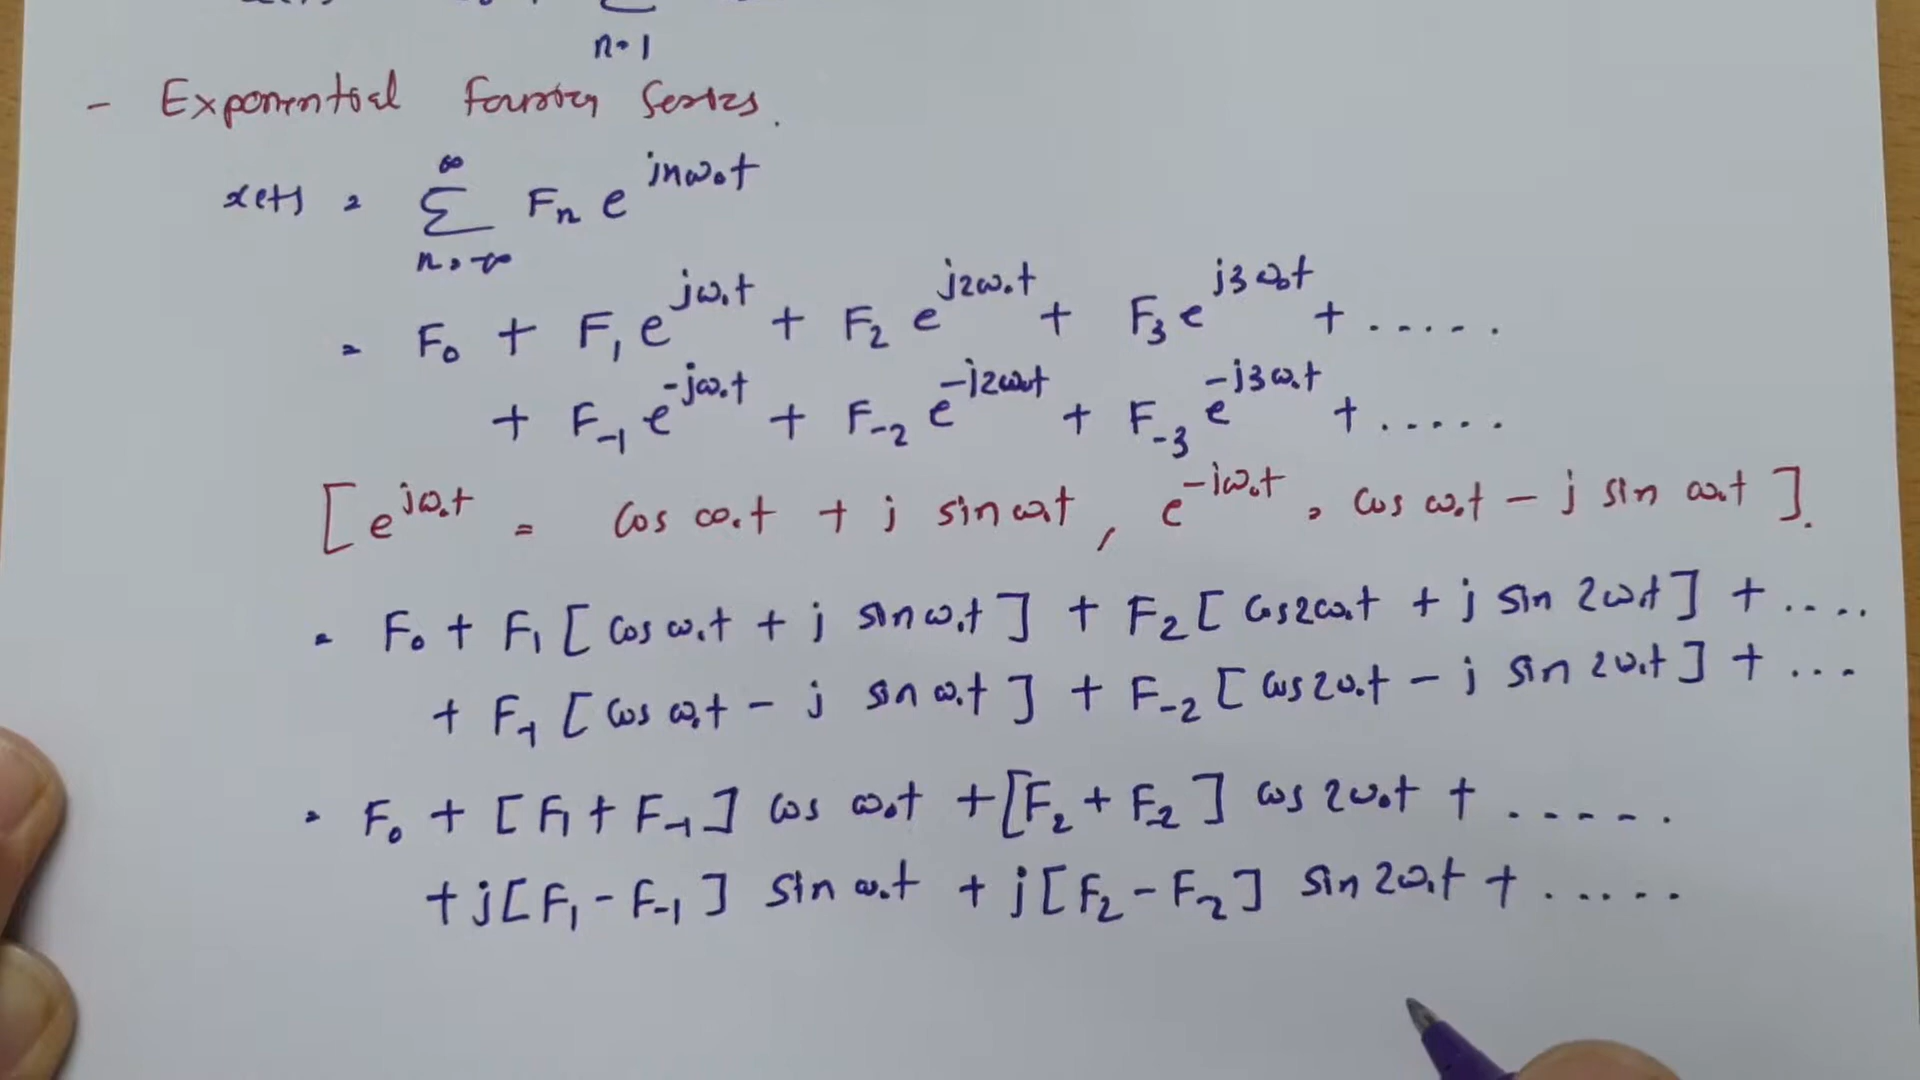 n=1
- Exponential Fourier Series.
x(t) = ∞ Σ n=-∞ Fn e^jnω₀t
= F₀ + F₁ e^jω₀t + F₂ e^j2ω₀t + F₃ e^j3ω₀t + .....
+ F₋₁ e^-jω₀t + F₋₂ e^-j2ω₀t + F₋₃ e^-j3ω₀t + .....
[e^jω₀t = cos ω₀t + j sin ω₀t, e^-jω₀t = cos ω₀t - j sin ω₀t].
= F₀ + F₁ [cos ω₀t + j sin ω₀t] + F₂ [cos 2ω₀t + j sin 2ω₀t] + ....
+ F₋₁ [cos ω₀t - j sin ω₀t] + F₋₂ [cos 2ω₀t - j sin 2ω₀t] + ...
= F₀ + [F₁ + F₋₁] cos ω₀t + [F₂ + F₋₂] cos 2ω₀t + .....
+ j[F₁ - F₋₁] sin ω₀t + j[F₂ - F₋₂] sin 2ω₀t + .....